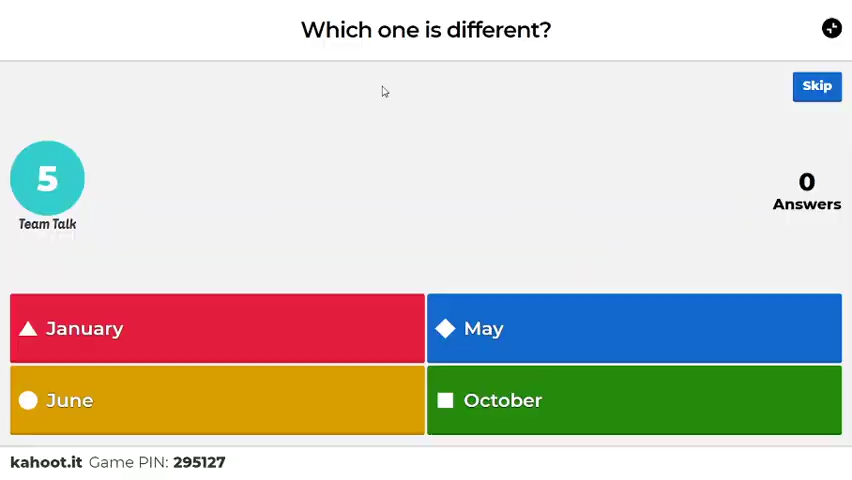 Which one is different?
Skip
5
Team Talk
0
Answers
January
May
June
October
kahoot.it Game PIN: 295127